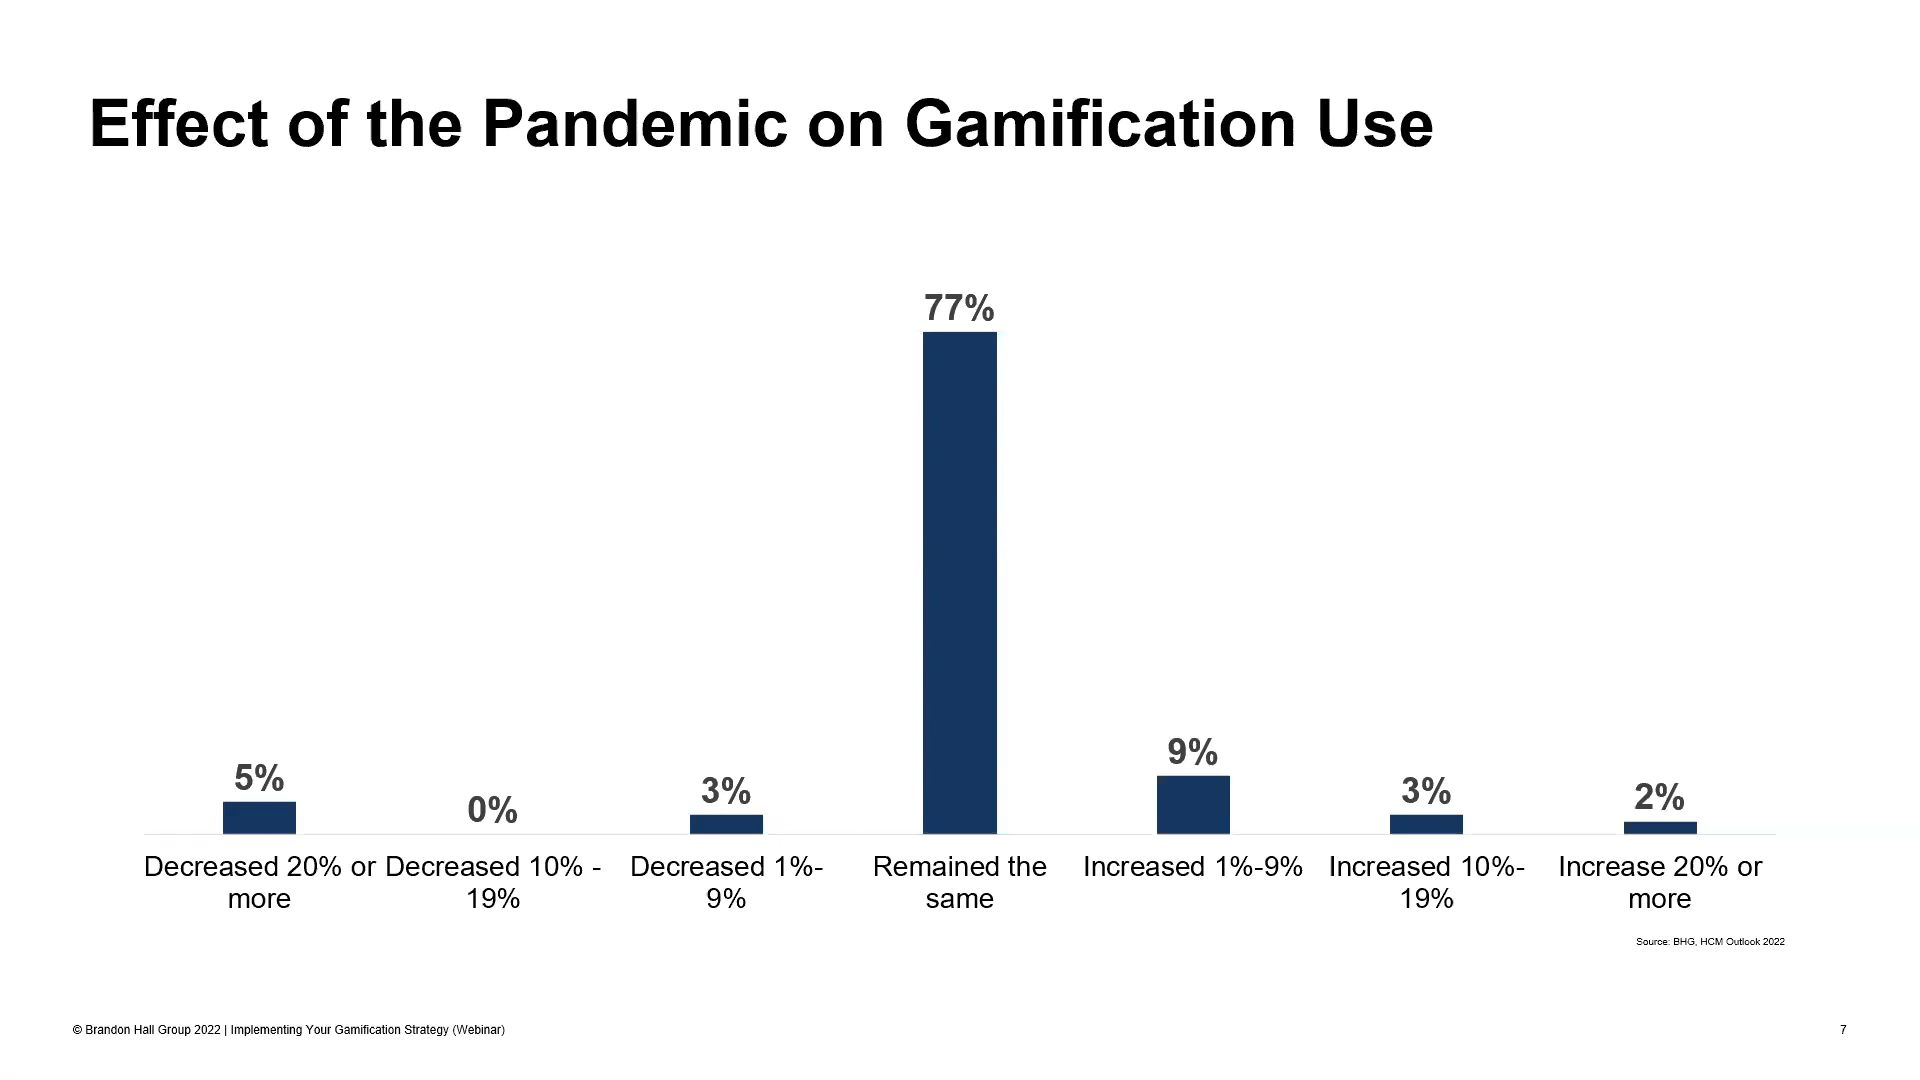 Effect of the Pandemic on Gamification Use
77%
9%
5%
3%
3%
2%
0%
Decreased 20% or more
Decreased 10% - 19%
Decreased 1%- 9%
Remained the same
Increased 1%-9%
Increased 10%- 19%
Increase 20% or more
Source: BHG, HCM Outlook 2022
© Brandon Hall Group 2022 | Implementing Your Gamification Strategy (Webinar)
7